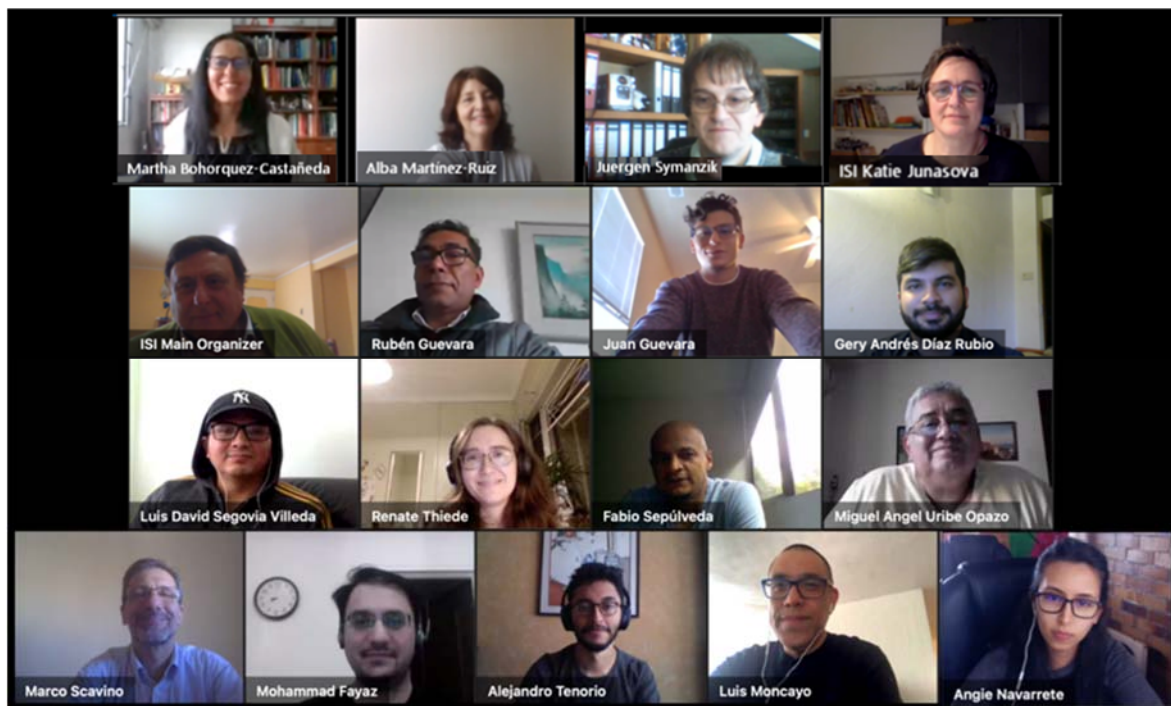 Martha Bohorquez-Castañeda
Alba Martínez-Ruiz
Juergen Symanzik
ISI Katie Junasova
ISI Main Organizer
Rubén Guevara
Juan Guevara
Gery Andrés Díaz Rubio
NY
Luis David Segovia Villeda
Renate Thiede
Fabio Sepúlveda
Miguel Angel Uribe Opazo
Marco Scavino
Mohammad Fayaz
Alejandro Tenorio
Luis Moncayo
Angie Navarrete